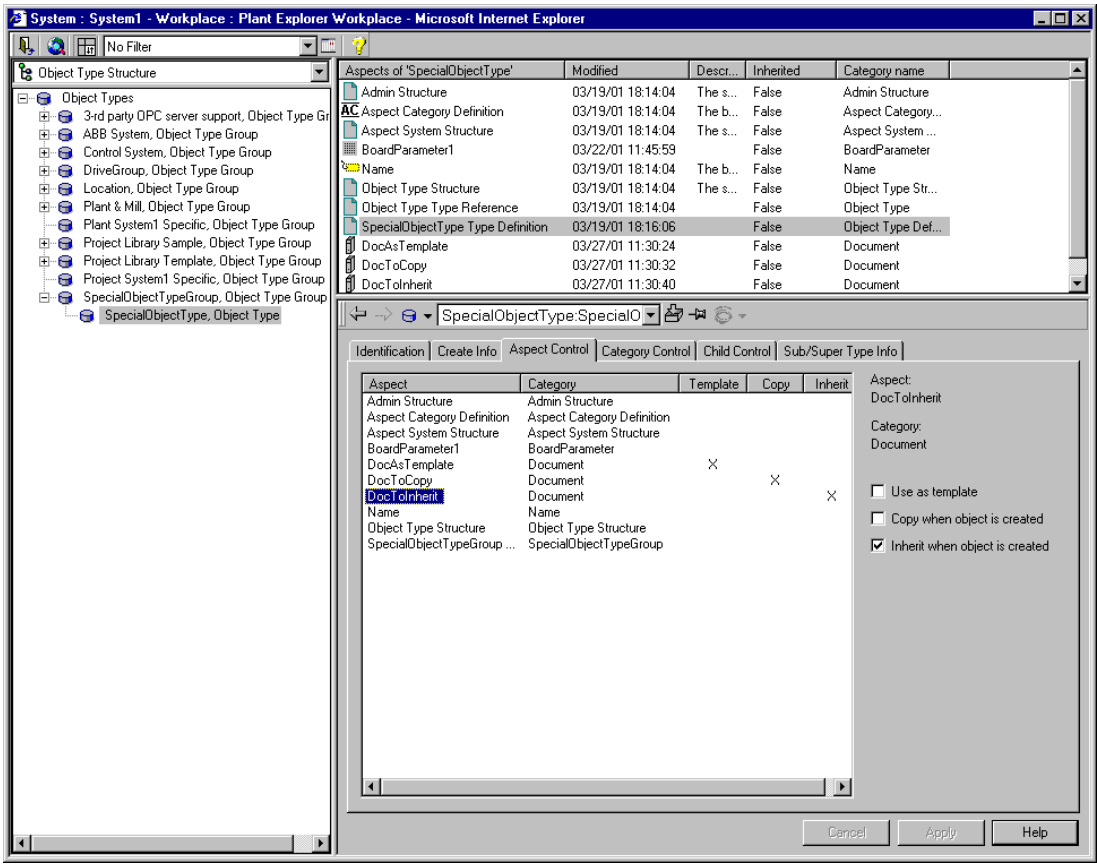 System : System1 - Workplace : Plant Explorer Workplace - Microsoft Internet Explorer
No Filter
Object Type Structure
Object Types
3-rd party OPC server support, Object Type Gr
ABB System, Object Type Group
Control System, Object Type Group
DriveGroup, Object Type Group
Location, Object Type Group
Plant & Mill, Object Type Group
Plant System1 Specific, Object Type Group
Project Library Sample, Object Type Group
Project Library Template, Object Type Group
Project System1 Specific, Object Type Group
SpecialObjectTypeGroup, Object Type Group
SpecialObjectType, Object Type
Aspects of 'SpecialObjectType' Modified Descr... Inherited Category name
Admin Structure 03/19/01 18:14:04 The s... False Admin Structure
AC Aspect Category Definition 03/19/01 18:14:04 The b... False Aspect Category...
Aspect System Structure 03/19/01 18:14:04 The s... False Aspect System ...
BoardParameter1 03/22/01 11:45:59 False BoardParameter
Name 03/19/01 18:14:04 The b... False Name
Object Type Structure 03/19/01 18:14:04 The s... False Object Type Str...
Object Type Type Reference 03/19/01 18:14:04 False Object Type
SpecialObjectType Type Definition 03/19/01 18:16:06 False Object Type Def...
DocAsTemplate 03/27/01 11:30:24 False Document
DocToCopy 03/27/01 11:30:32 False Document
DocToInherit 03/27/01 11:30:40 False Document
SpecialObjectType:SpecialO
Identification Create Info Aspect Control Category Control Child Control Sub/Super Type Info
Aspect Category Template Copy Inherit
Admin Structure Admin Structure
Aspect Category Definition Aspect Category Definition
Aspect System Structure Aspect System Structure
BoardParameter1 BoardParameter
DocAsTemplate Document X
DocToCopy Document X
DocToInherit Document X
Name Name
Object Type Structure Object Type Structure
SpecialObjectTypeGroup ... SpecialObjectTypeGroup
Aspect:
DocToInherit
Category:
Document
Use as template
Copy when object is created
Inherit when object is created
Cancel Apply Help